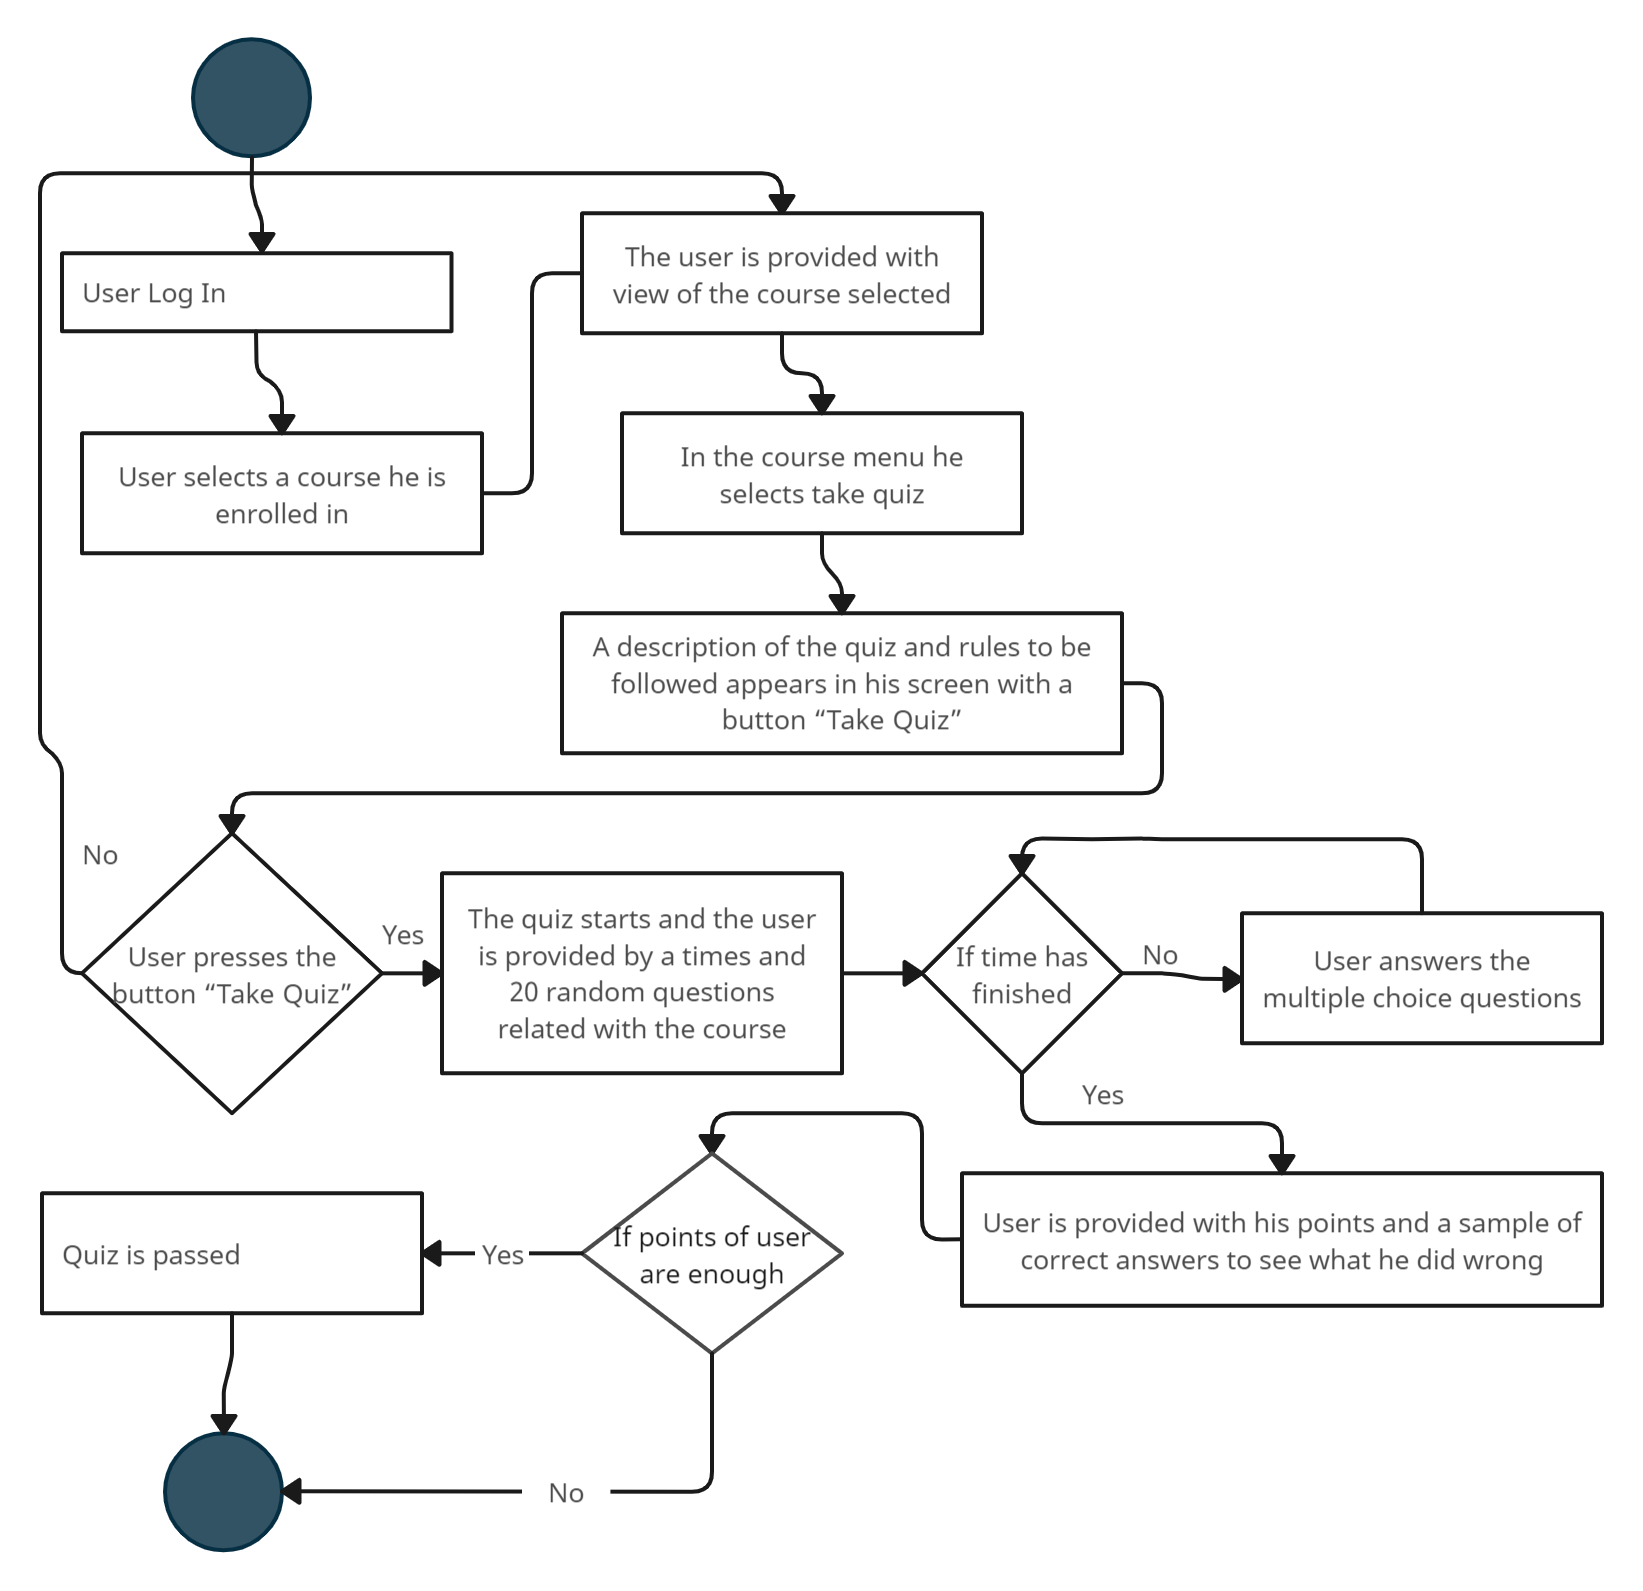 User Log In
The user is provided with
view of the course selected
User selects a course he is
enrolled in
In the course menu he
selects take quiz
A description of the quiz and rules to be
followed appears in his screen with a
button “Take Quiz”
No
User presses the
button “Take Quiz”
Yes
The quiz starts and the user
is provided by a times and
20 random questions
related with the course
If time has
finished
No
User answers the
multiple choice questions
Yes
User is provided with his points and a sample of
correct answers to see what he did wrong
If points of user
are enough
Yes
Quiz is passed
No